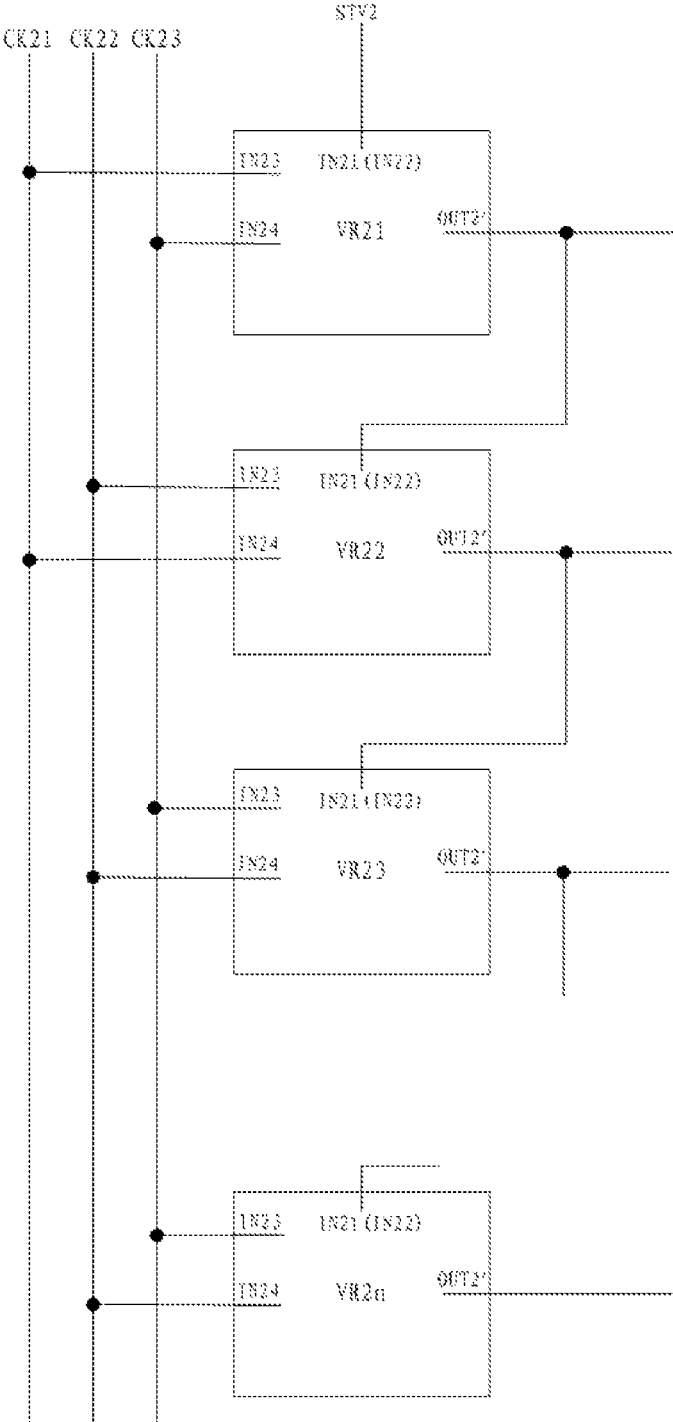 STV2
CK21 CK22 CK23
IN23 IN21(IN22)
IN24 VR21 OUT2'
IN23 IN21(IN22)
IN24 VR22 OUT2'
IN23 IN21(IN22)
IN24 VR23 OUT2'
IN23 IN21(IN22)
IN24 VR2n OUT2'